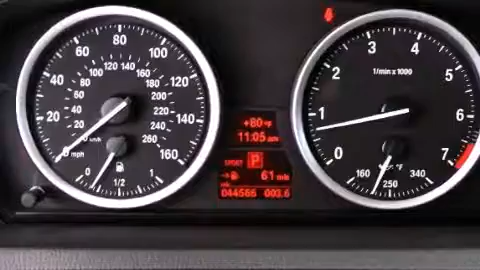 20 40 60 80 100 120 140 160
20 40 60 80 100 120 140 160 180 200 220 240 260
km/h
mph
0 1/2 1
+80°F
11:05 am
SPORT P
61 mls
044566 003.6
0 1 2 3 4 5 6 7
1/min x 1000
°F
160 250 340